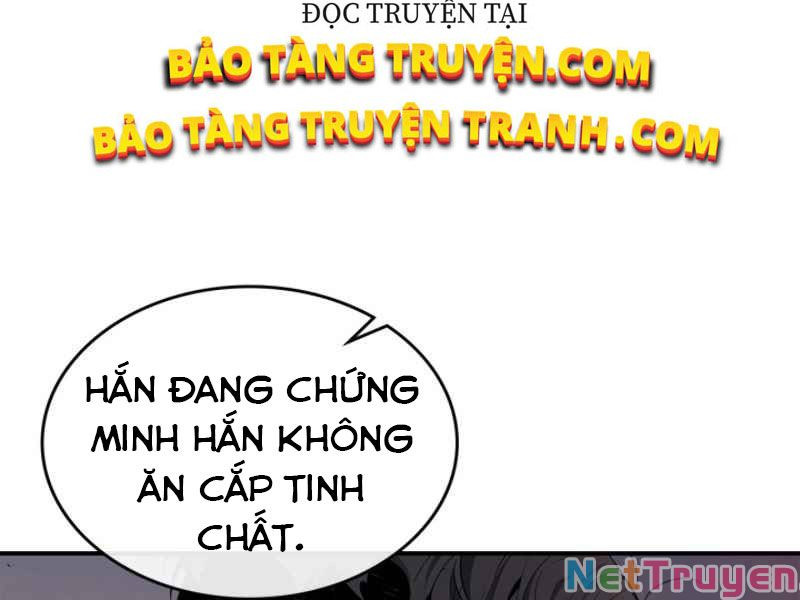 ĐỌC TRUYỆN TẠI
BẢO TÀNG TRUYỆN.COM
BẢO TÀNG TRUYỆN TRANH.COM
HẮN ĐANG CHỨNG
MINH HẮN KHÔNG
ĂN CẮP TINH
CHẤT.
NetTruyen